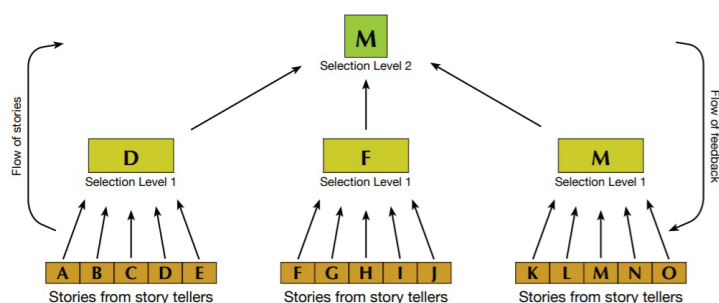 M
Selection Level 2
Flow of stories
Flow of feedback
D
F
M
Selection Level 1
Selection Level 1
Selection Level 1
A B C D E
F G H I J
K L M N O
Stories from story tellers
Stories from story tellers
Stories from story tellers